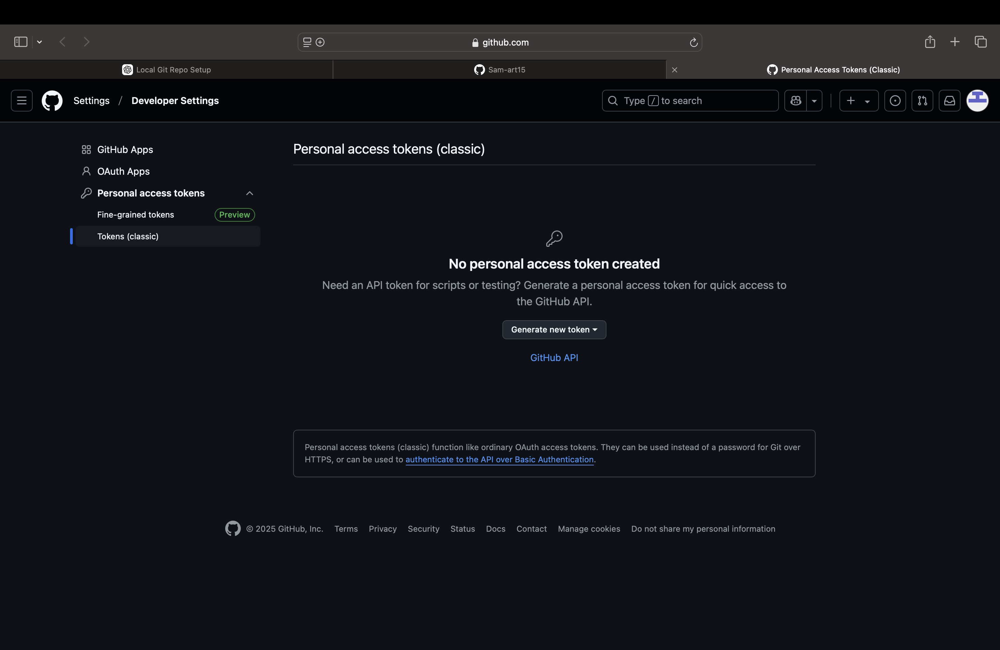 github.com
Local Git Repo Setup
Sam-art15
Personal Access Tokens (Classic)
Settings / Developer Settings
Type / to search
GitHub Apps
OAuth Apps
Personal access tokens
Fine-grained tokens
Preview
Tokens (classic)
Personal access tokens (classic)
No personal access token created
Need an API token for scripts or testing? Generate a personal access token for quick access to
the GitHub API.
Generate new token
GitHub API
Personal access tokens (classic) function like ordinary OAuth access tokens. They can be used instead of a password for Git over
HTTPS, or can be used to authenticate to the API over Basic Authentication.
© 2025 GitHub, Inc. Terms Privacy Security Status Docs Contact Manage cookies Do not share my personal information